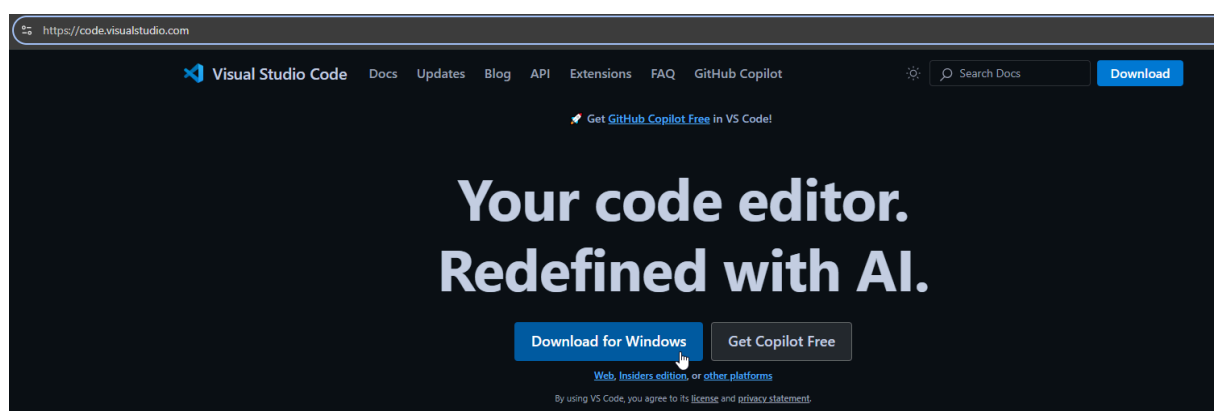 https://code.visualstudio.com
Visual Studio Code Docs Updates Blog API Extensions FAQ GitHub Copilot Search Docs Download
🚀 Get GitHub Copilot Free in VS Code!
Your code editor.
Redefined with AI.
Download for Windows Get Copilot Free
Web, Insiders edition, or other platforms
By using VS Code, you agree to its license and privacy statement.